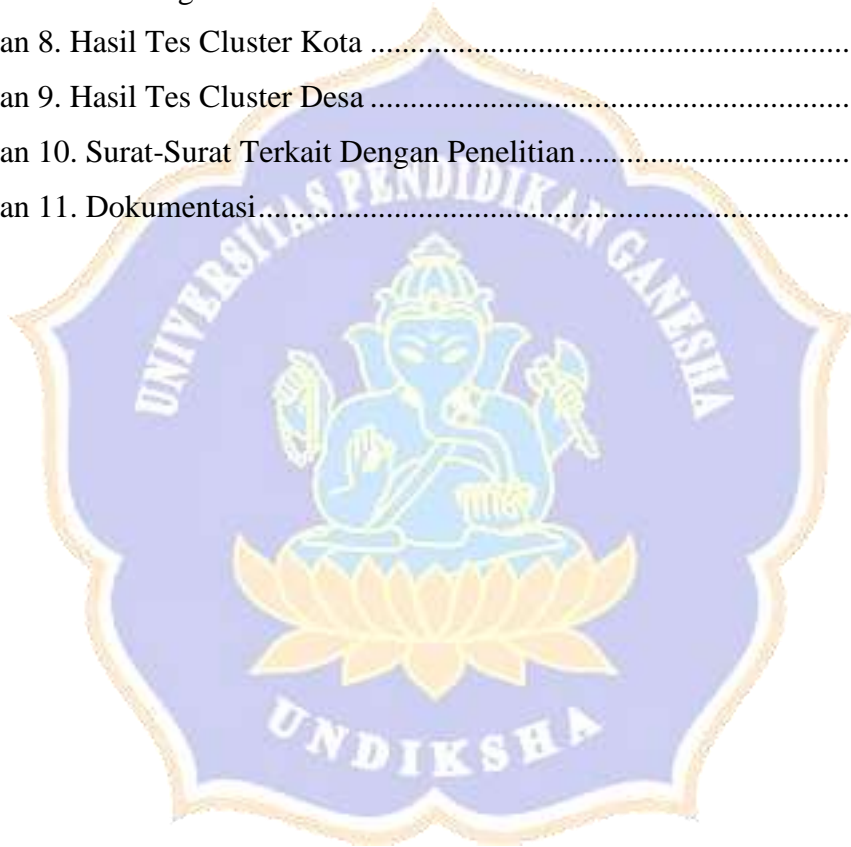 an 8. Hasil Tes Cluster Kota ................................................................
an 9. Hasil Tes Cluster Desa ................................................................
an 10. Surat-Surat Terkait Dengan Penelitian ....................................
an 11. Dokumentasi..............................................................................
UNIVERSITAS PENDIDIKAN GANESHA
UNDIKSHA